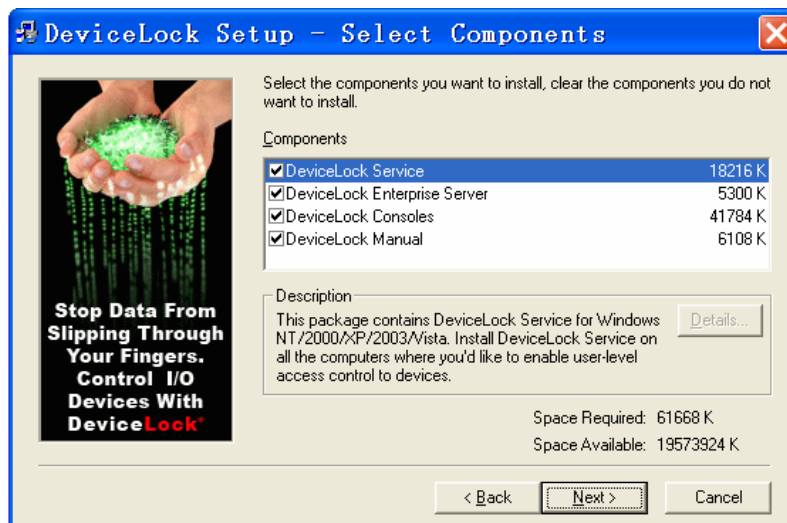 DeviceLock Setup - Select Components
Select the components you want to install, clear the components you do not
want to install.
Components
DeviceLock Service 18216 K
DeviceLock Enterprise Server 5300 K
DeviceLock Consoles 41784 K
DeviceLock Manual 6108 K
Description
This package contains DeviceLock Service for Windows
NT/2000/XP/2003/Vista. Install DeviceLock Service on
all the computers where you'd like to enable user-level
access control to devices.
Details...
Stop Data From
Slipping Through
Your Fingers.
Control I/O
Devices With
DeviceLock
Space Required: 61668 K
Space Available: 19573924 K
< Back
Next >
Cancel